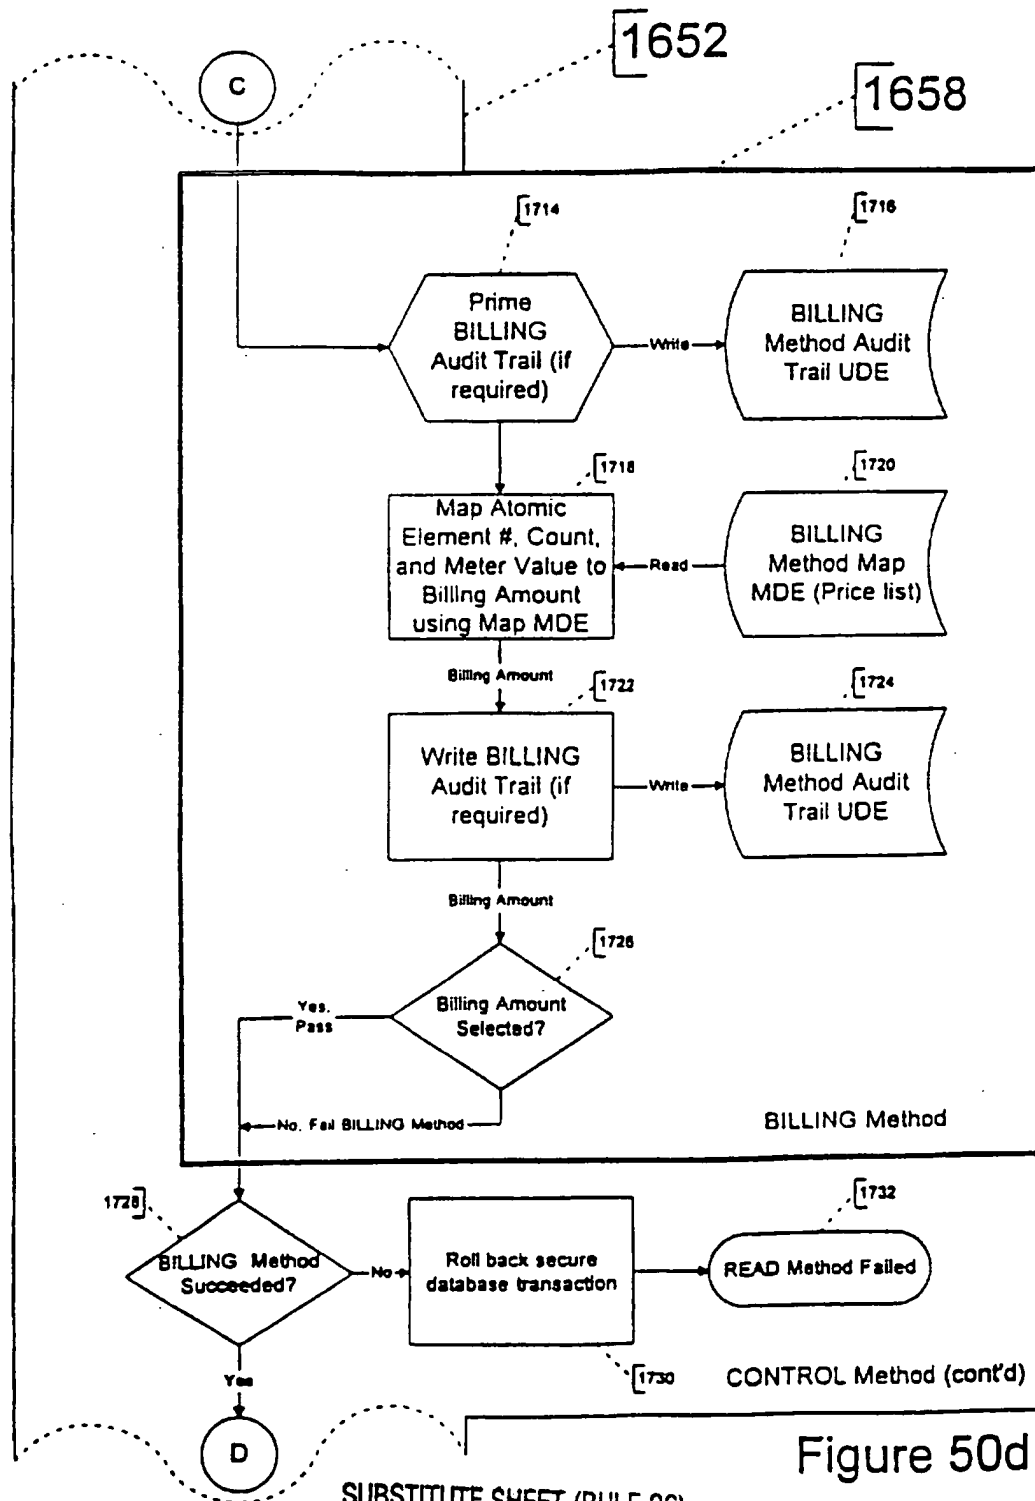 1652
C
1658
1714
1716
Prime
BILLING
Audit Trail (if
required)
Write
BILLING
Method Audit
Trail UDE
1718
1720
Map Atomic
Element #, Count,
and Meter Value to
Billing Amount
using Map MDE
Read
BILLING
Method Map
MDE (Price list)
Billing Amount
1722
1724
Write BILLING
Audit Trail (if
required)
Write
BILLING
Method Audit
Trail UDE
Billing Amount
1726
Billing Amount
Selected?
Yes,
Pass
No, Fail BILLING Method
BILLING Method
1728
1732
BILLING Method
Succeeded?
No
Roll back secure
database transaction
READ Method Failed
1730
Yes
CONTROL Method (cont'd)
D
Figure 50d
SUBSTITUTE SHEET (RULE 26)